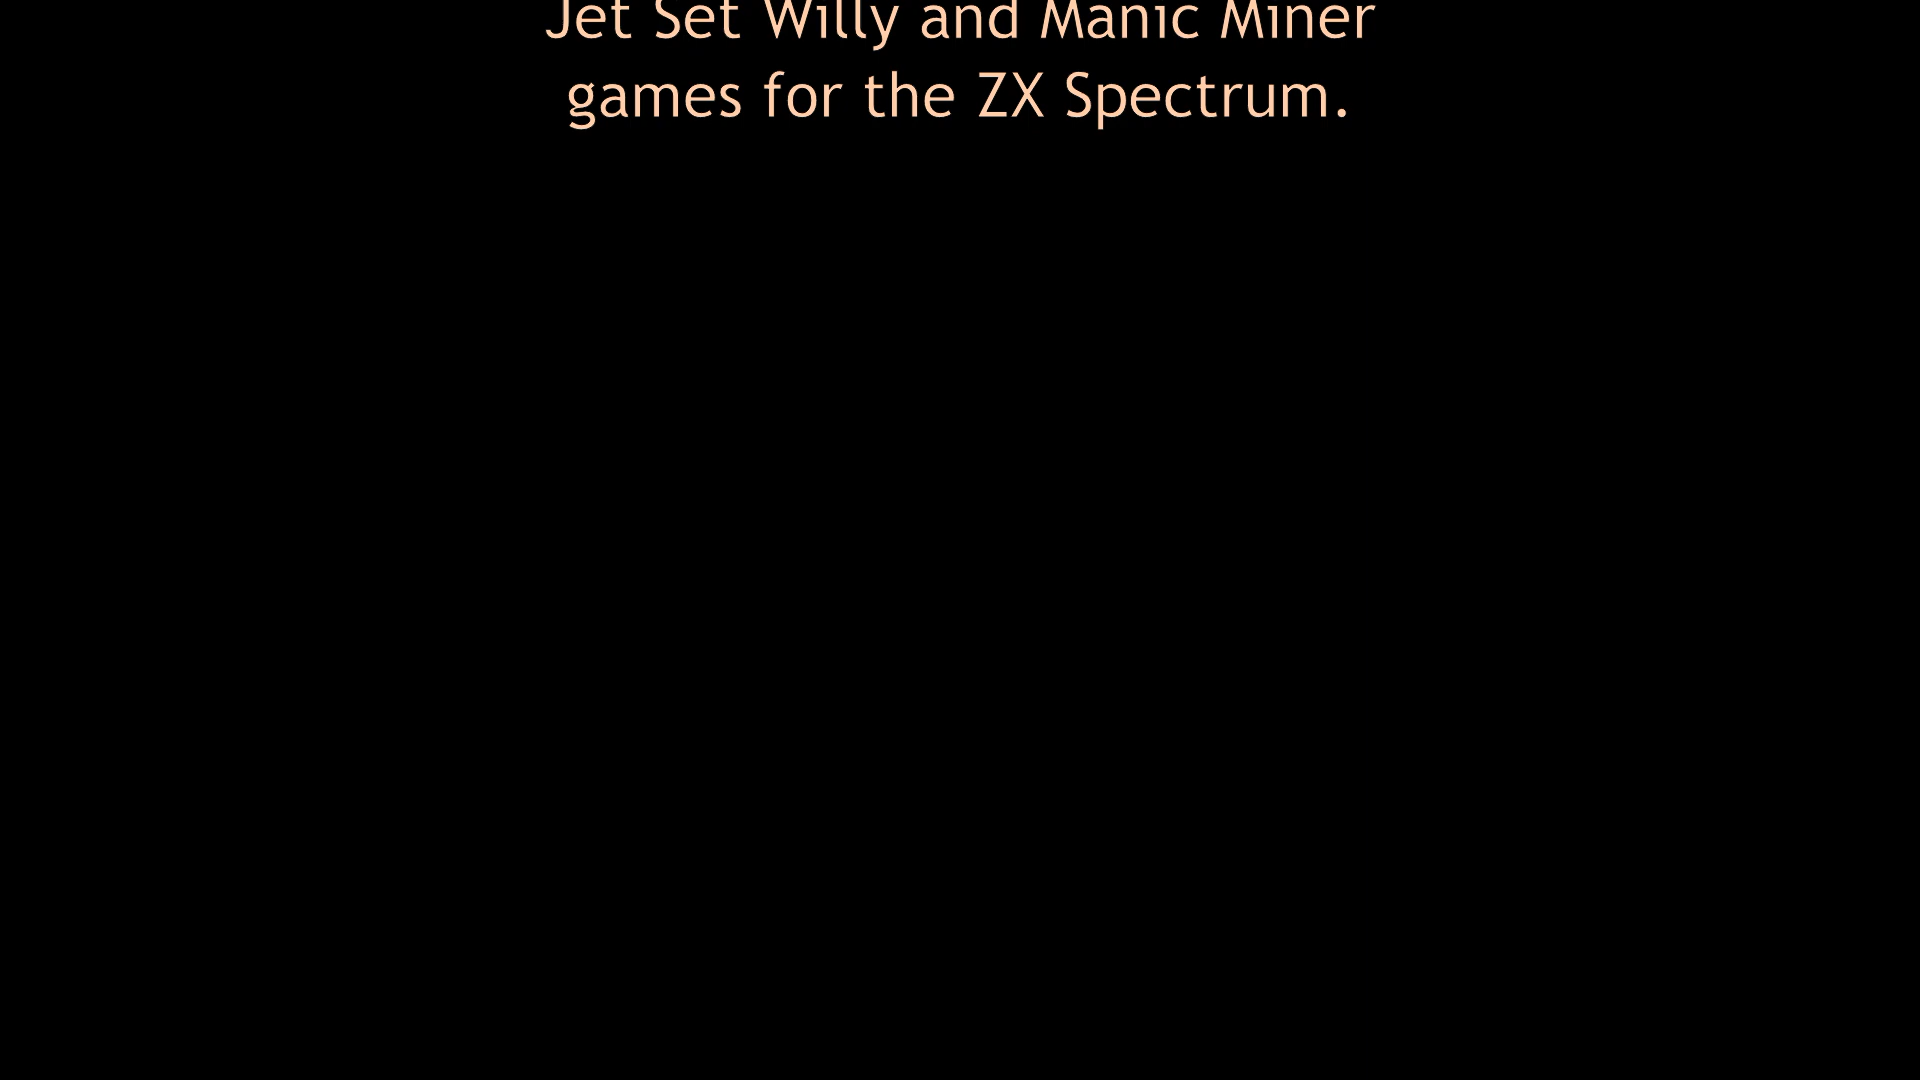 Jet Set Willy and Manic Miner
games for the ZX Spectrum.